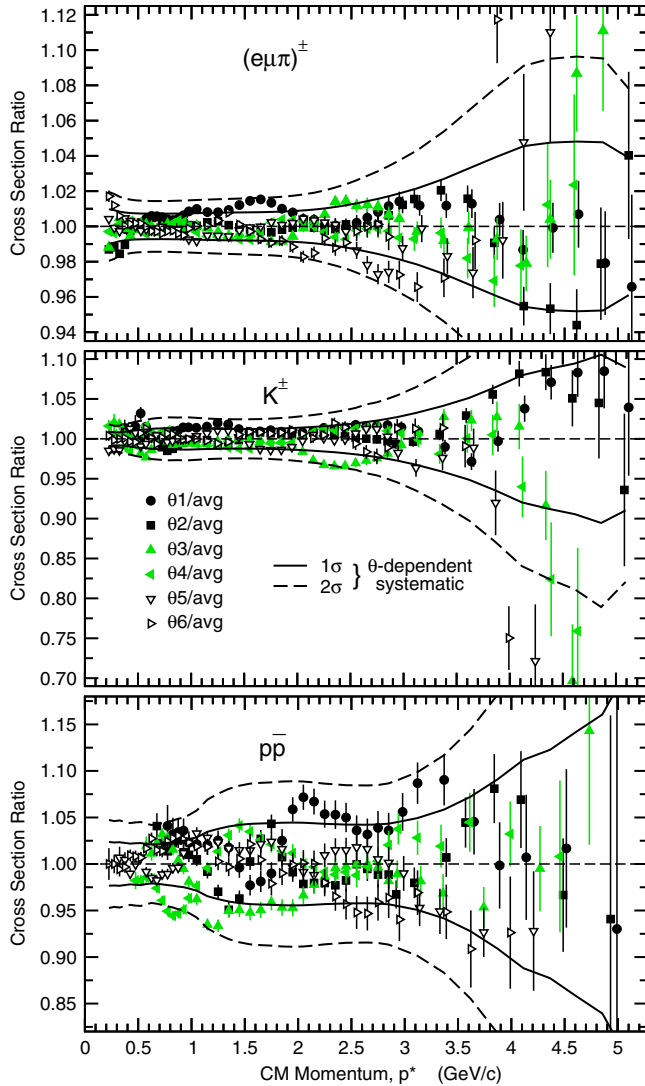 (eμπ)±
Cross Section Ratio
1.12
1.10
1.08
1.06
1.04
1.02
1.00
0.98
0.96
0.94
K±
Cross Section Ratio
1.10
1.05
1.00
0.95
0.90
0.85
0.80
0.75
0.70
θ1/avg
θ2/avg
θ3/avg
θ4/avg
θ5/avg
θ6/avg
1σ } θ-dependent
2σ systematic
pp̅
Cross Section Ratio
1.15
1.10
1.05
1.00
0.95
0.90
0.85
0 0.5 1 1.5 2 2.5 3 3.5 4 4.5 5
CM Momentum, p* (GeV/c)